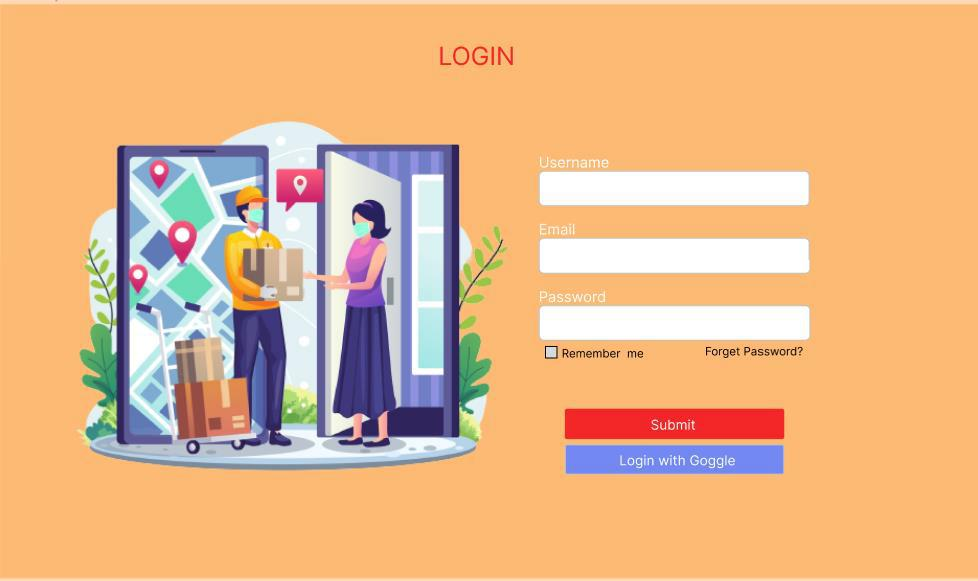 LOGIN
Username
Email
Password
Remember me
Forget Password?
Submit
Login with Goggle